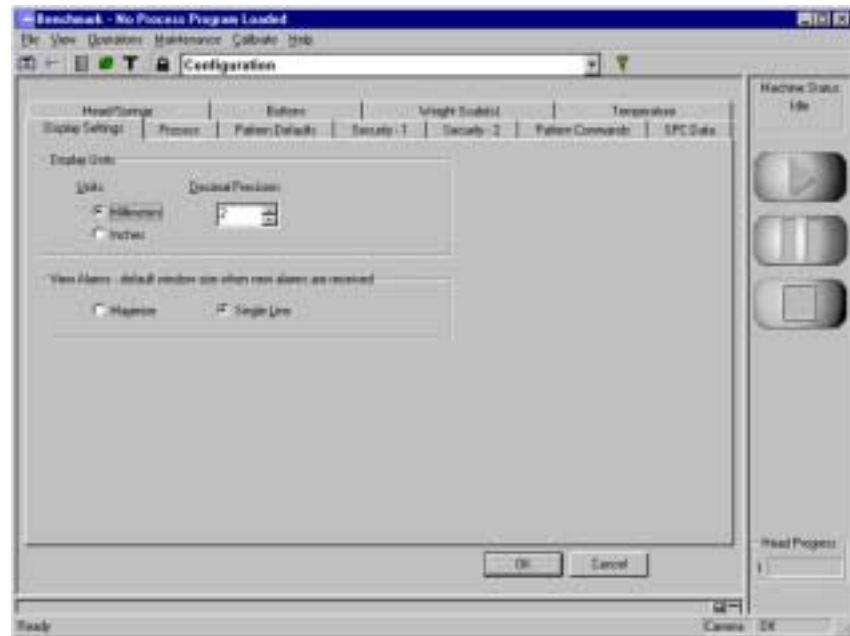 Benchmark - No Process Program Loaded
File View Operations Maintenance Calibrate Help
Configuration
Machine Status
Idle
Head/Syringe Buttons Weight Scale(s) Temperature
Display Settings Process Pattern Defaults Security - 1 Security - 2 Pattern Commands SPC Data
Display Units
Units Decimal Precision
Millimeters 2
Inches
View Alarms - default window size when new alarms are received
Maximize Single Line
Head Progress
1
OK Cancel
Ready Camera OK